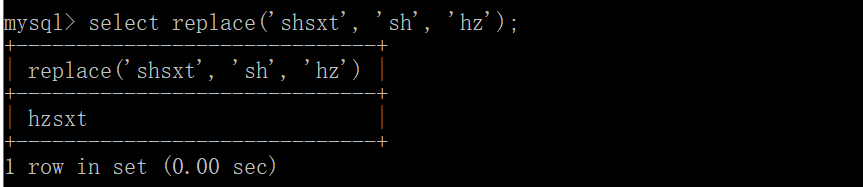 mysql> select replace('shsxt', 'sh', 'hz');
+------------------------------+
| replace('shsxt', 'sh', 'hz') |
+------------------------------+
| hzsxt                        |
+------------------------------+
1 row in set (0.00 sec)